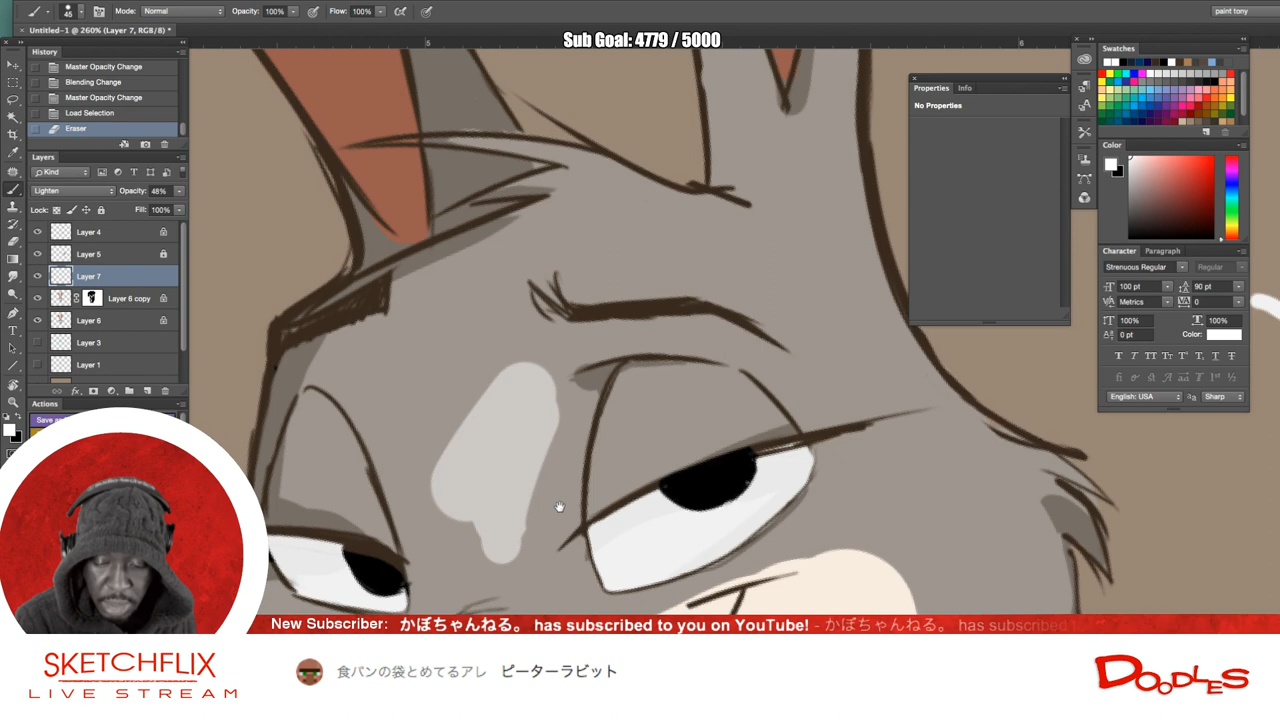 45
Mode: Normal
Opacity: 100%
Flow: 100%
paint tony
Untitled-1 @ 260% (Layer 7, RGB/8) *
Sub Goal: 4779 / 5000
5
6
History
Master Opacity Change
Blending Change
Master Opacity Change
Load Selection
Eraser
Layers
Kind
Lighten
Opacity: 48%
Lock:
Fill: 100%
Layer 4
Layer 5
Layer 7
Layer 6 copy
Layer 6
Layer 3
Layer 1
Actions
Properties
Info
No Properties
Swatches
Color
Character
Paragraph
Strenuous Regular
Regular
100 pt
90 pt
Metrics
0
100%
100%
0 pt
Color:
English: USA
Sharp
New Subscriber: かぼちゃんねる。 has subscribed to you on YouTube! - かぼちゃんねる。 has subscribed to
SKETCHFLIX
LIVE STREAM
食パンの袋とめてるアレ ピーターラビット
DOODLES